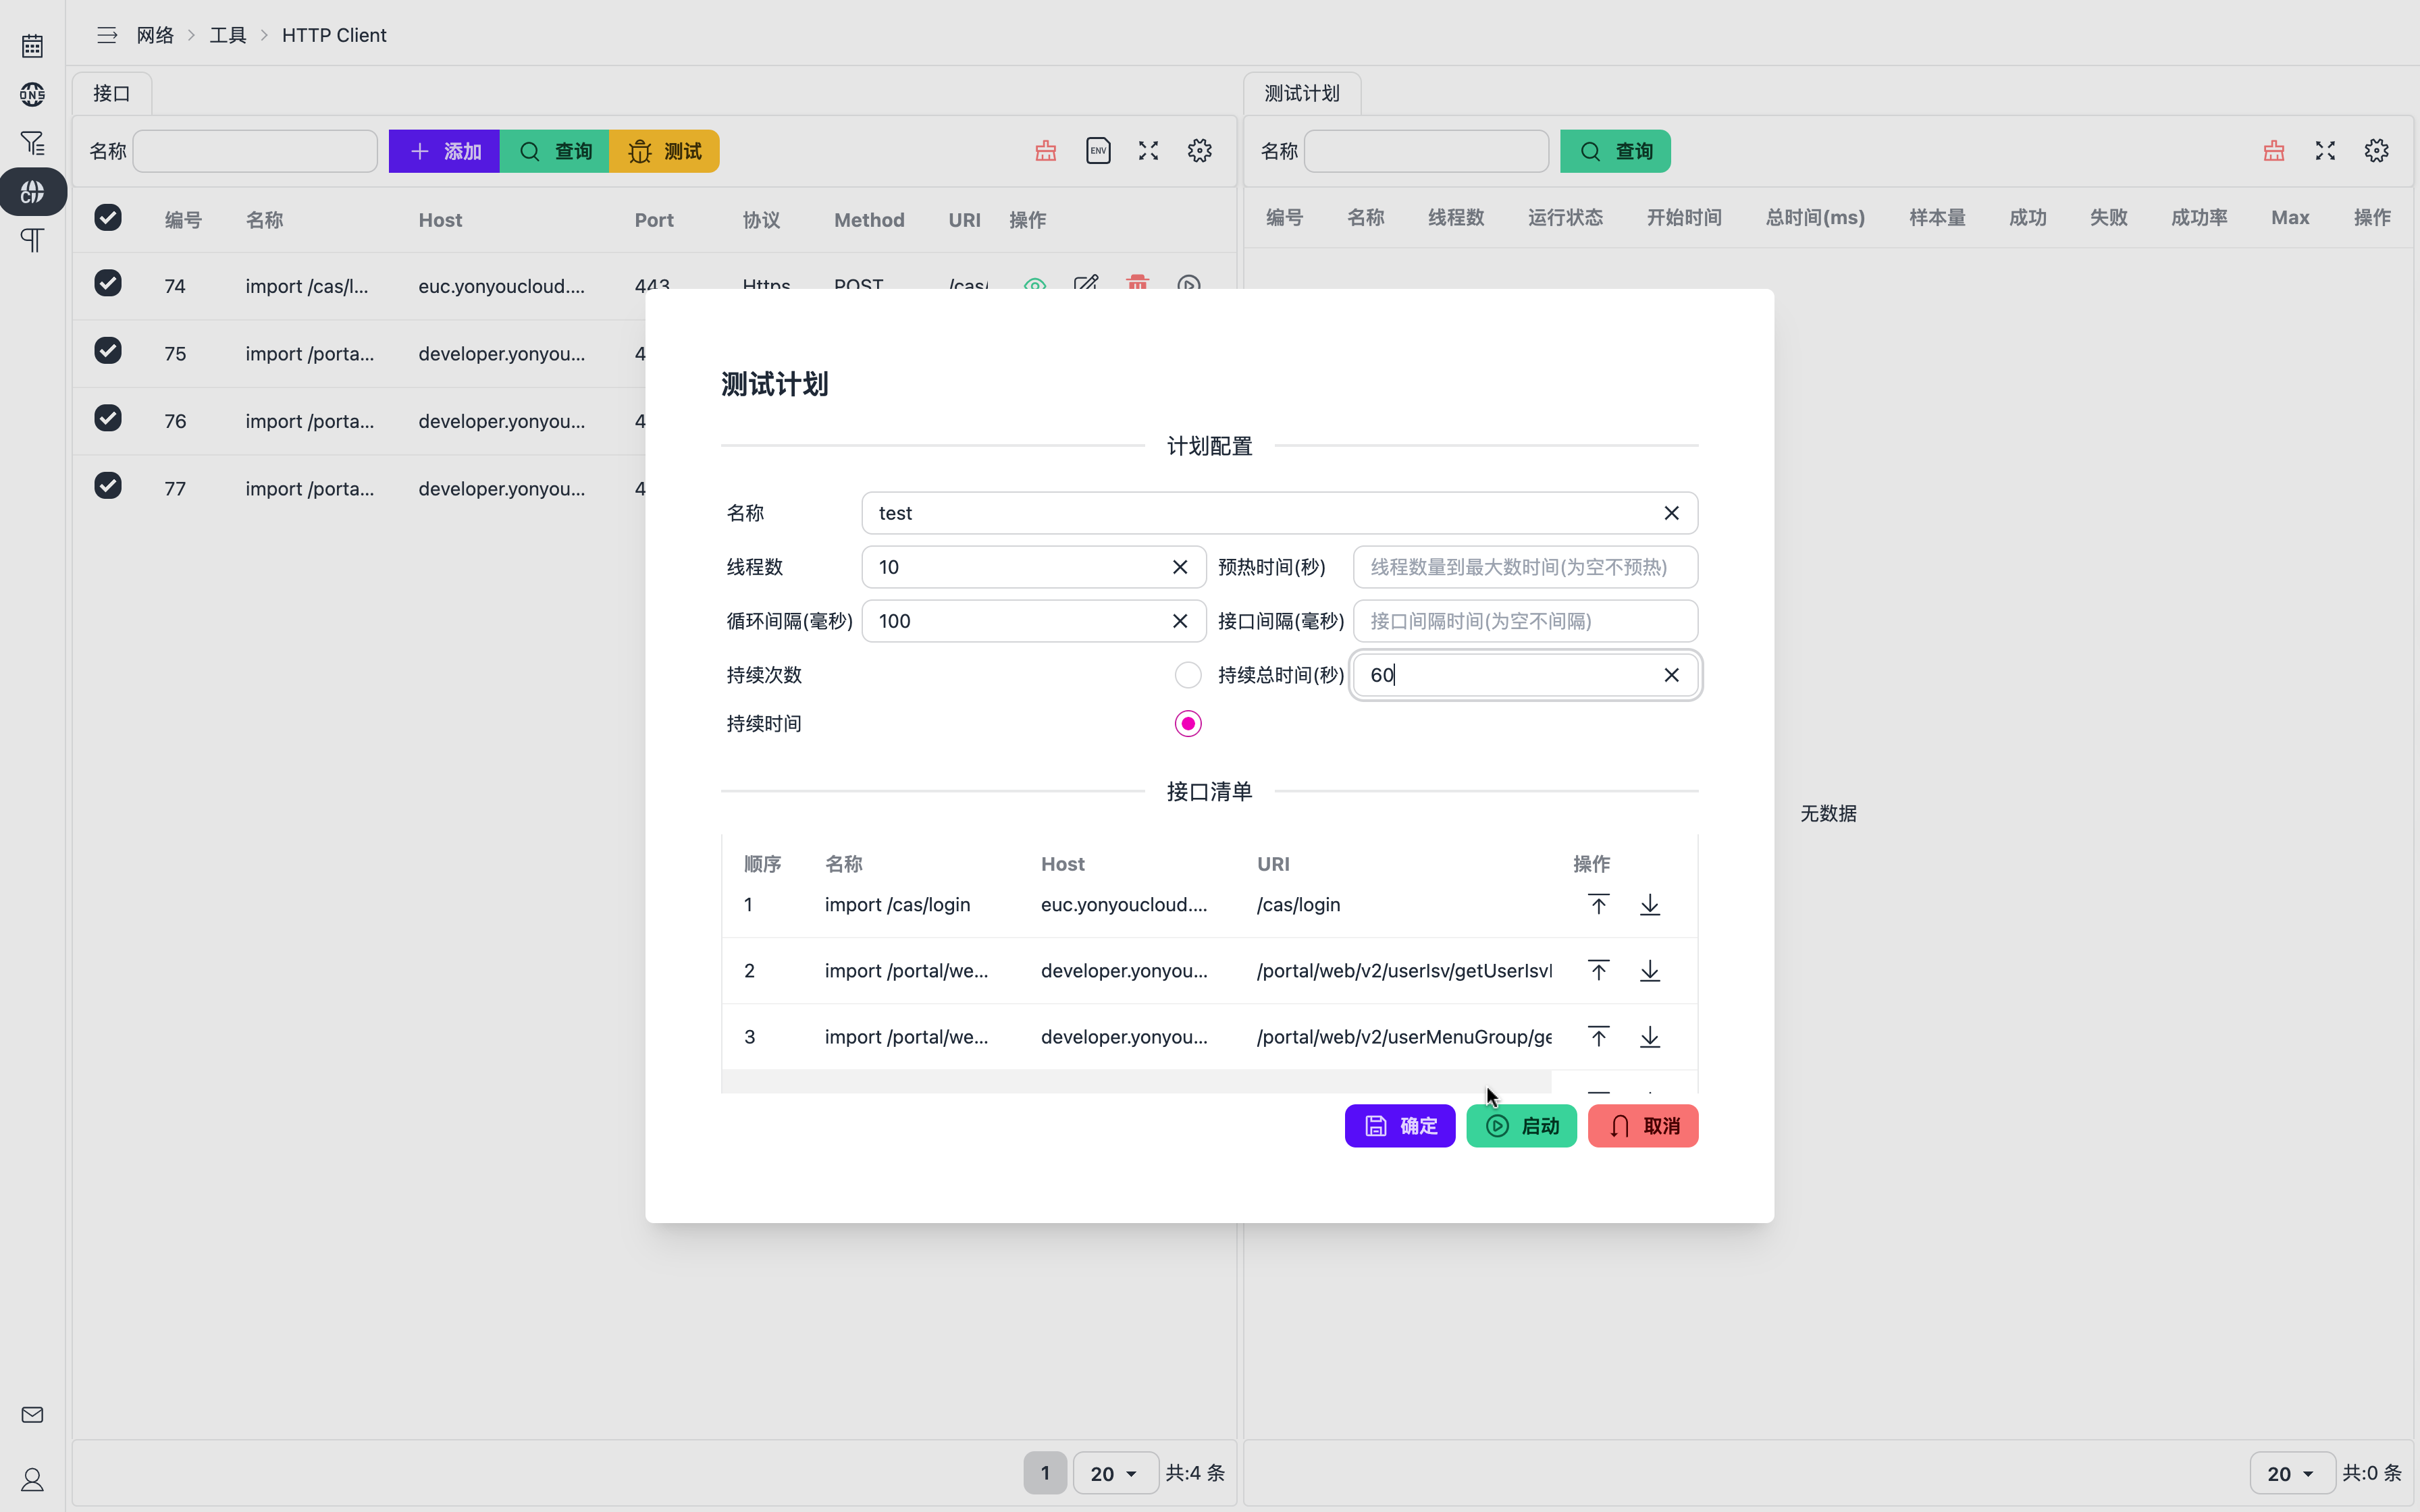 网络 > 工具 > HTTP Client
接口
名称 添加 查询 测试 ENV
编号 名称 Host Port 协议 Method URI 操作
74 import /cas/l... euc.yonyoucloud.... 443 Https POST /cas/
75 import /porta... developer.yonyou... 4
76 import /porta... developer.yonyou... 4
77 import /porta... developer.yonyou... 4
1 20 共:4 条
测试计划
名称 查询
编号 名称 线程数 运行状态 开始时间 总时间(ms) 样本量 成功 失败 成功率 Max 操作
无数据
20 共:0 条
DNS
测试计划
计划配置
名称 test
线程数 10 预热时间(秒) 线程数量到最大数时间(为空不预热)
循环间隔(毫秒) 100 接口间隔(毫秒) 接口间隔时间(为空不间隔)
持续次数 持续总时间(秒) 60
持续时间
接口清单
顺序 名称 Host URI 操作
1 import /cas/login euc.yonyoucloud.... /cas/login
2 import /portal/we... developer.yonyou... /portal/web/v2/userIsv/getUserIsv
3 import /portal/we... developer.yonyou... /portal/web/v2/userMenuGroup/ge
确定 启动 取消